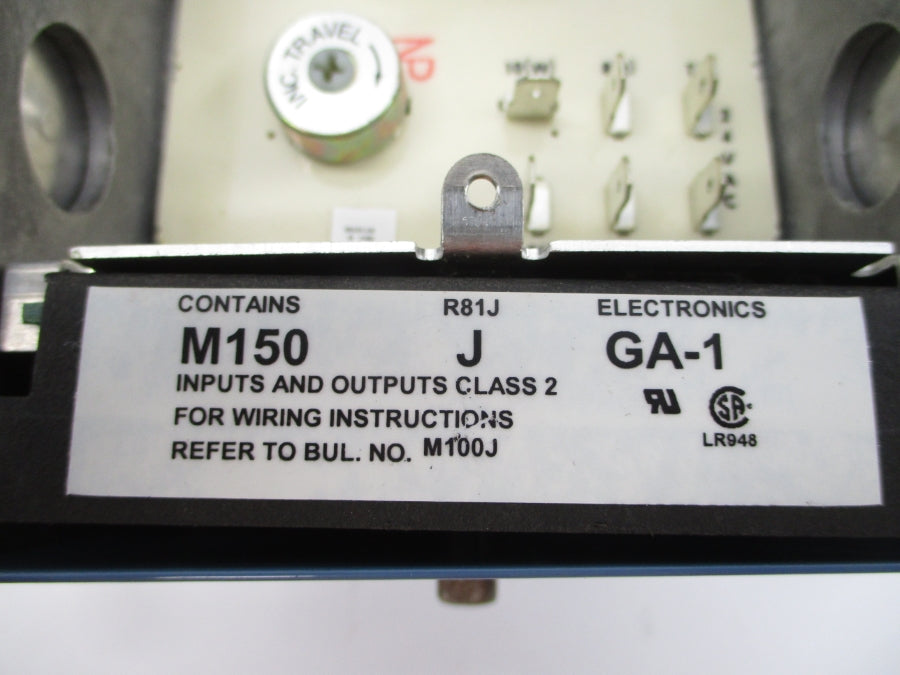 INC. TRAVEL
CONTAINS R81J ELECTRONICS
M150 J GA-1
INPUTS AND OUTPUTS CLASS 2
FOR WIRING INSTRUCTIONS
REFER TO BUL. NO. M100J
LR948